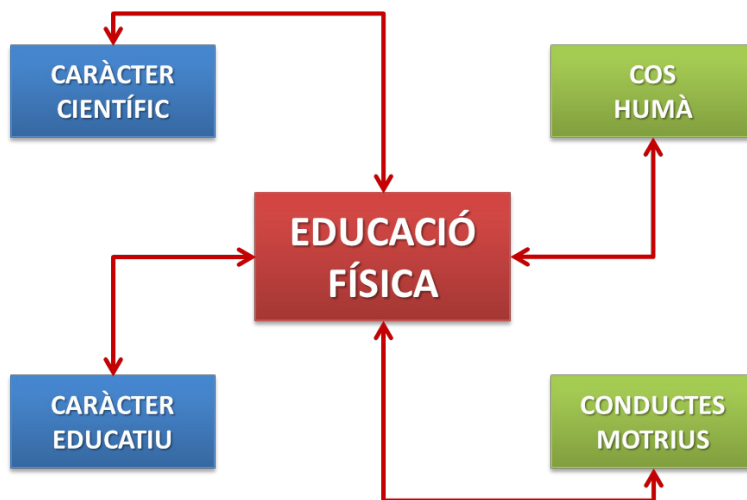 CARÀCTER
CIENTÍFIC
COS
HUMÀ
EDUCACIÓ
FÍSICA
CARÀCTER
EDUCATIU
CONDUCTES
MOTRIUS